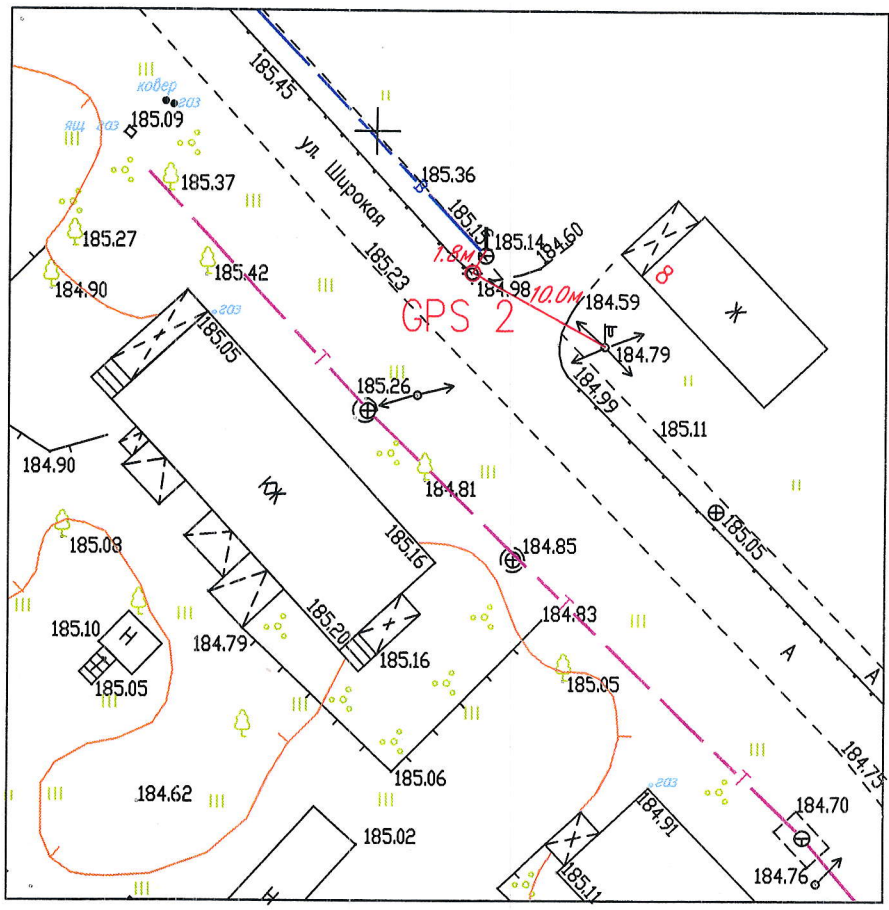 185.45
ковер
газ
ящ газ
185.09
ул. Широкая
185.36
185.37
185.15
185.14
184.60
185.27
185.42
185.23
1.8м
184.98
184.90
10.0м
184.59
8
Ж
газ
GPS 2
185.05
184.79
185.26
184.99
185.11
184.90
184.81
КЖ
185.05
185.08
185.16
184.85
Т
В
Т
184.83
185.10
Н
184.79
185.20
185.16
А
А
185.05
185.05
184.75
185.06
Т
газ
184.62
184.91
184.70
185.02
184.76
185.11
Н